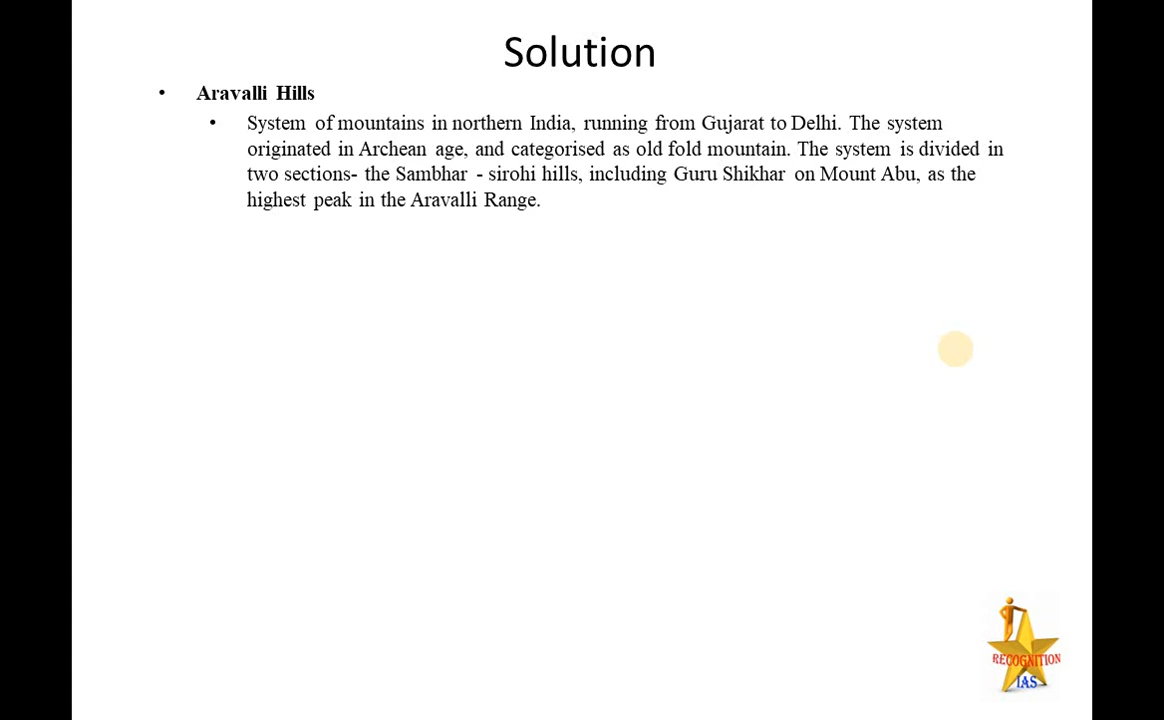 Solution
• Aravalli Hills
• System of mountains in northern India, running from Gujarat to Delhi. The system
originated in Archean age, and categorised as old fold mountain. The system is divided in
two sections- the Sambhar - sirohi hills, including Guru Shikhar on Mount Abu, as the
highest peak in the Aravalli Range.
RECOGNITION
IAS